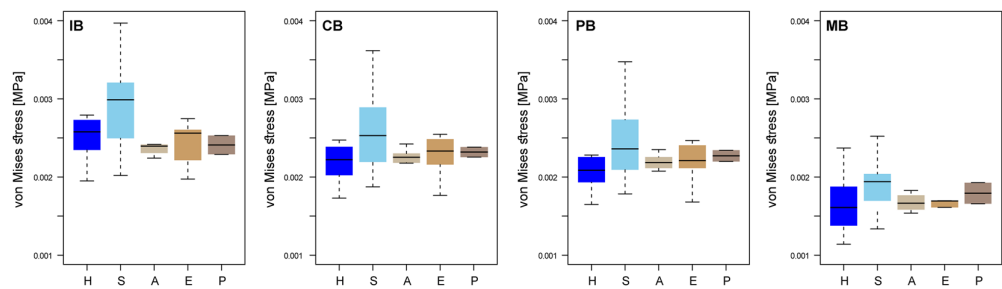 IB
von Mises stress [MPa]
0.004
0.003
0.002
0.001
H S A E P
CB
von Mises stress [MPa]
0.004
0.003
0.002
0.001
H S A E P
PB
von Mises stress [MPa]
0.004
0.003
0.002
0.001
H S A E P
MB
von Mises stress [MPa]
0.004
0.003
0.002
0.001
H S A E P